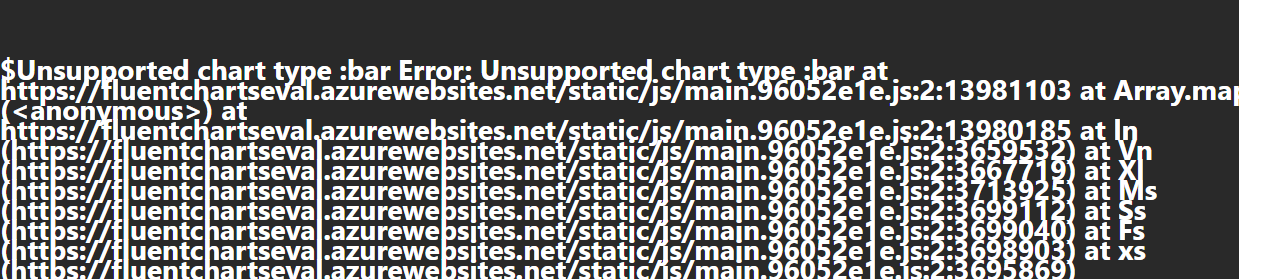 $Unsupported chart type :bar Error: Unsupported chart type :bar at
https://fluentchartseval.azurewebsites.net/static/js/main.96052e1e.js:2:13981103 at Array.map
(<anonymous>) at
https://fluentchartseval.azurewebsites.net/static/js/main.96052e1e.js:2:13980185 at ln
(https://fluentchartseval.azurewebsites.net/static/js/main.96052e1e.js:2:3659532) at Vn
(https://fluentchartseval.azurewebsites.net/static/js/main.96052e1e.js:2:3667719) at Xl
(https://fluentchartseval.azurewebsites.net/static/js/main.96052e1e.js:2:3713925) at Ms
(https://fluentchartseval.azurewebsites.net/static/js/main.96052e1e.js:2:3699112) at Ss
(https://fluentchartseval.azurewebsites.net/static/js/main.96052e1e.js:2:3699040) at Fs
(https://fluentchartseval.azurewebsites.net/static/js/main.96052e1e.js:2:3698903) at xs
(https://fluentchartseval.azurewebsites.net/static/js/main.96052e1e.js:2:3695869)